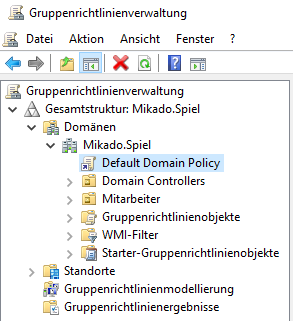 Gruppenrichtlinienverwaltung
Datei Aktion Ansicht Fenster ?
Gruppenrichtlinienverwaltung
Gesamtstruktur: Mikado.Spiel
Domänen
Mikado.Spiel
Default Domain Policy
Domain Controllers
Mitarbeiter
Gruppenrichtlinienobjekte
WMI-Filter
Starter-Gruppenrichtlinienobjekte
Standorte
Gruppenrichtlinienmodellierung
Gruppenrichtlinienergebnisse